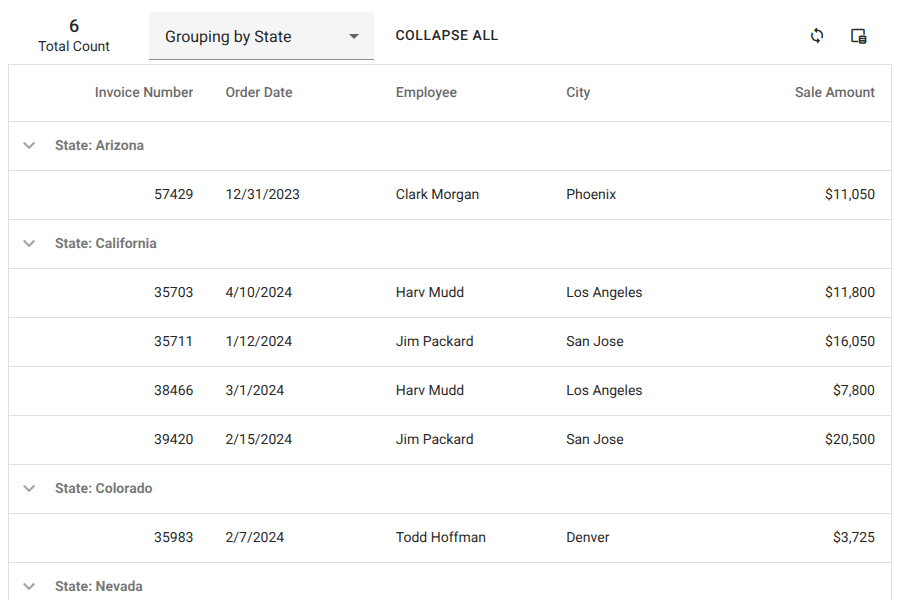 6
Total Count
Grouping by State
COLLAPSE ALL
Invoice Number Order Date Employee City Sale Amount
State: Arizona
57429 12/31/2023 Clark Morgan Phoenix $11,050
State: California
35703 4/10/2024 Harv Mudd Los Angeles $11,800
35711 1/12/2024 Jim Packard San Jose $16,050
38466 3/1/2024 Harv Mudd Los Angeles $7,800
39420 2/15/2024 Jim Packard San Jose $20,500
State: Colorado
35983 2/7/2024 Todd Hoffman Denver $3,725
State: Nevada